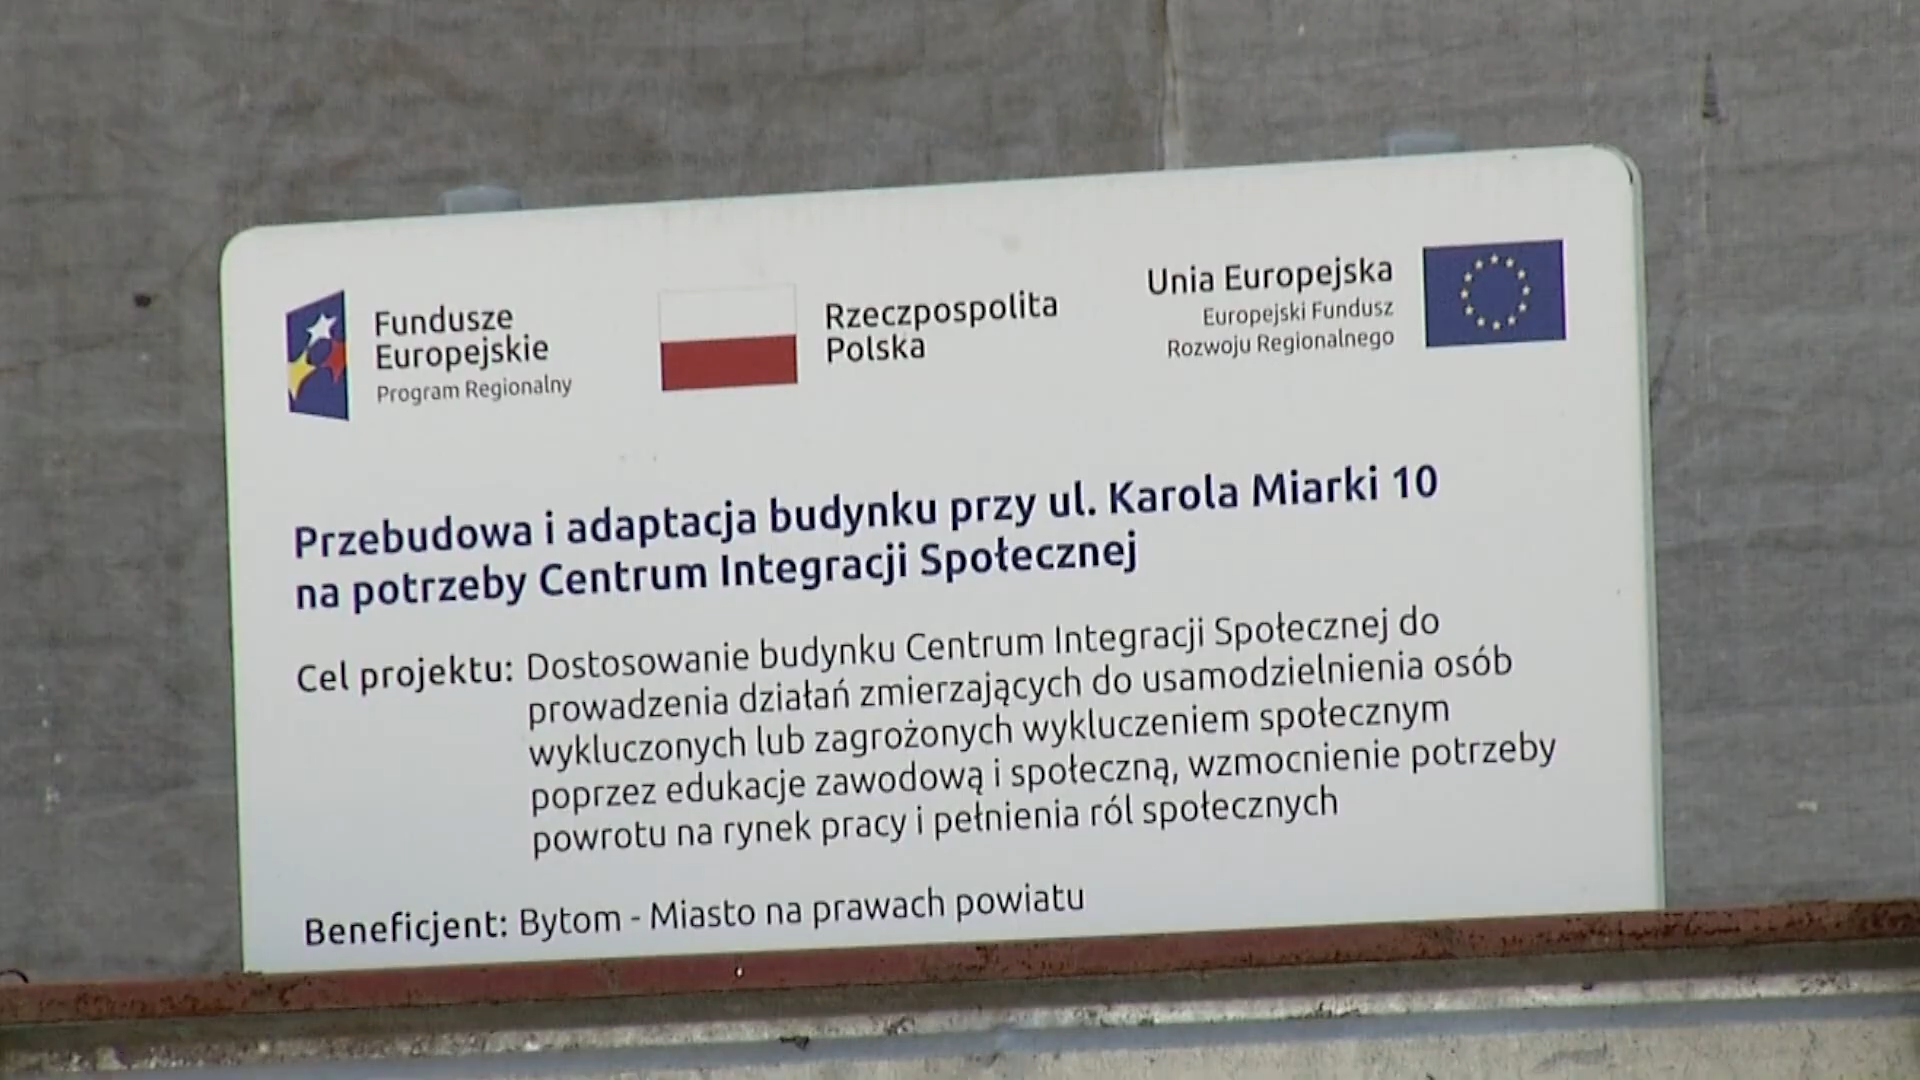 Fundusze
Europejskie
Program Regionalny
Rzeczpospolita
Polska
Unia Europejska
Europejski Fundusz
Rozwoju Regionalnego
Przebudowa i adaptacja budynku przy ul. Karola Miarki 10
na potrzeby Centrum Integracji Społecznej
Cel projektu: Dostosowanie budynku Centrum Integracji Społecznej do
prowadzenia działań zmierzających do usamodzielnienia osób
wykluczonych lub zagrożonych wykluczeniem społecznym
poprzez edukacje zawodową i społeczną, wzmocnienie potrzeby
powrotu na rynek pracy i pełnienia ról społecznych
Beneficjent: Bytom - Miasto na prawach powiatu